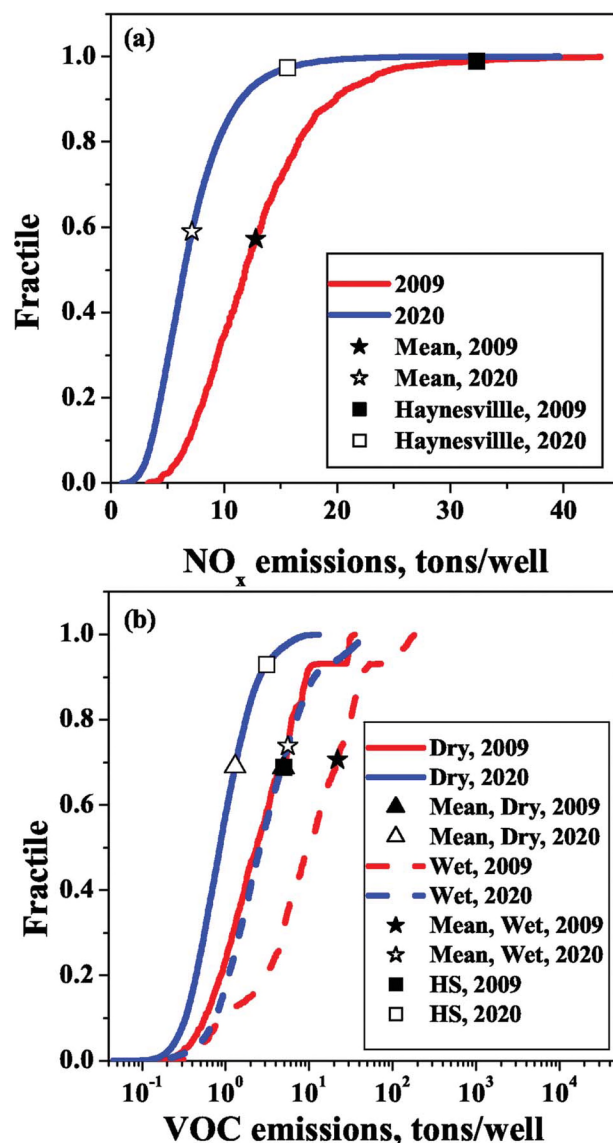 (a)
1.0
0.8
0.6
0.4
0.2
0.0
Fractile
2009
2020
Mean, 2009
Mean, 2020
Haynesvillle, 2009
Haynesvillle, 2020
0 10 20 30 40
NOx emissions, tons/well
(b)
1.0
0.8
0.6
0.4
0.2
0.0
Fractile
Dry, 2009
Dry, 2020
Mean, Dry, 2009
Mean, Dry, 2020
Wet, 2009
Wet, 2020
Mean, Wet, 2009
Mean, Wet, 2020
HS, 2009
HS, 2020
10⁻¹ 10⁰ 10¹ 10² 10³ 10⁴
VOC emissions, tons/well